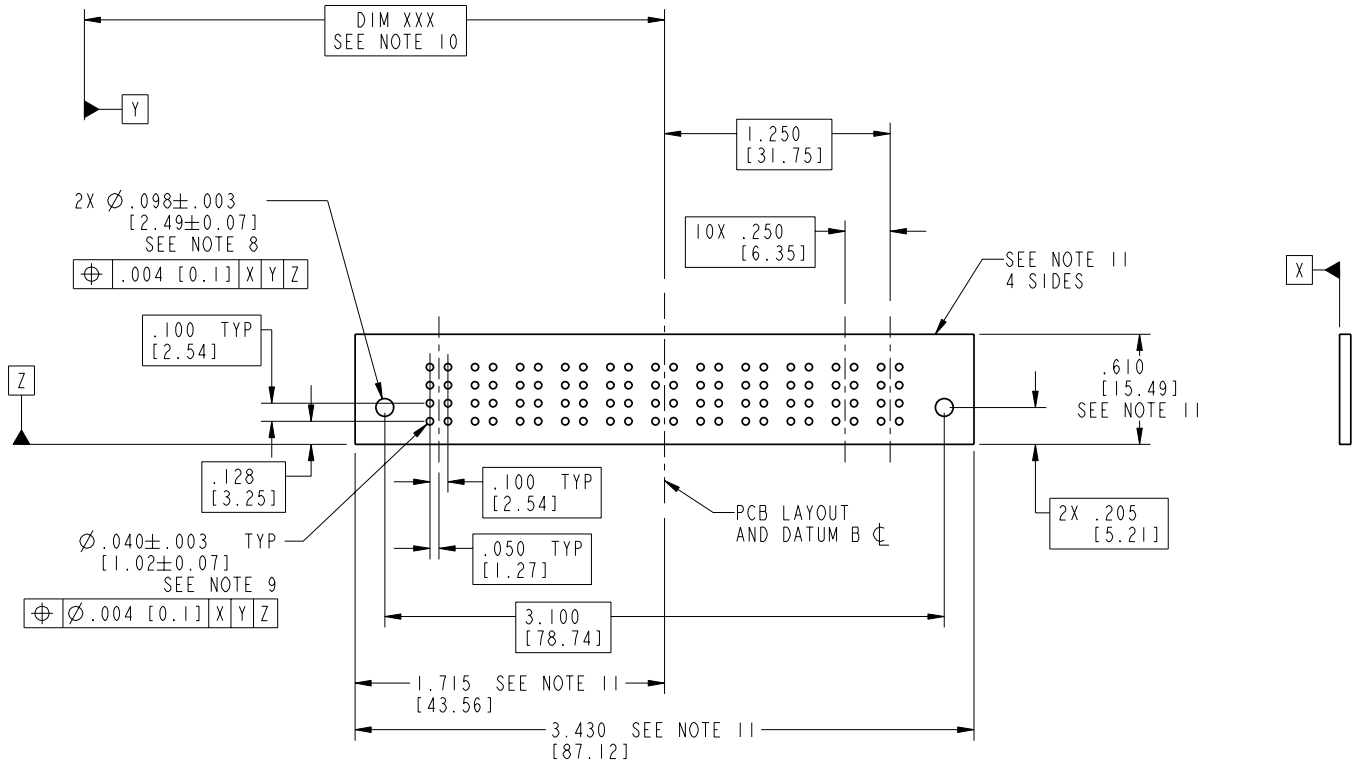 DIM XXX
SEE NOTE 10
Y
1.250
[31.75]
2X Ø.098±.003
[2.49±0.07]
SEE NOTE 8
⌖ .004 [0.1] X Y Z
10X .250
[6.35]
SEE NOTE 11
4 SIDES
X
.100 TYP
[2.54]
Z
.610
[15.49]
SEE NOTE 11
.128
[3.25]
.100 TYP
[2.54]
PCB LAYOUT
AND DATUM B ℄
2X .205
[5.21]
Ø.040±.003 TYP
[1.02±0.07]
SEE NOTE 9
⌖ Ø.004 [0.1] X Y Z
.050 TYP
[1.27]
3.100
[78.74]
1.715 SEE NOTE 11
[43.56]
3.430 SEE NOTE 11
[87.12]